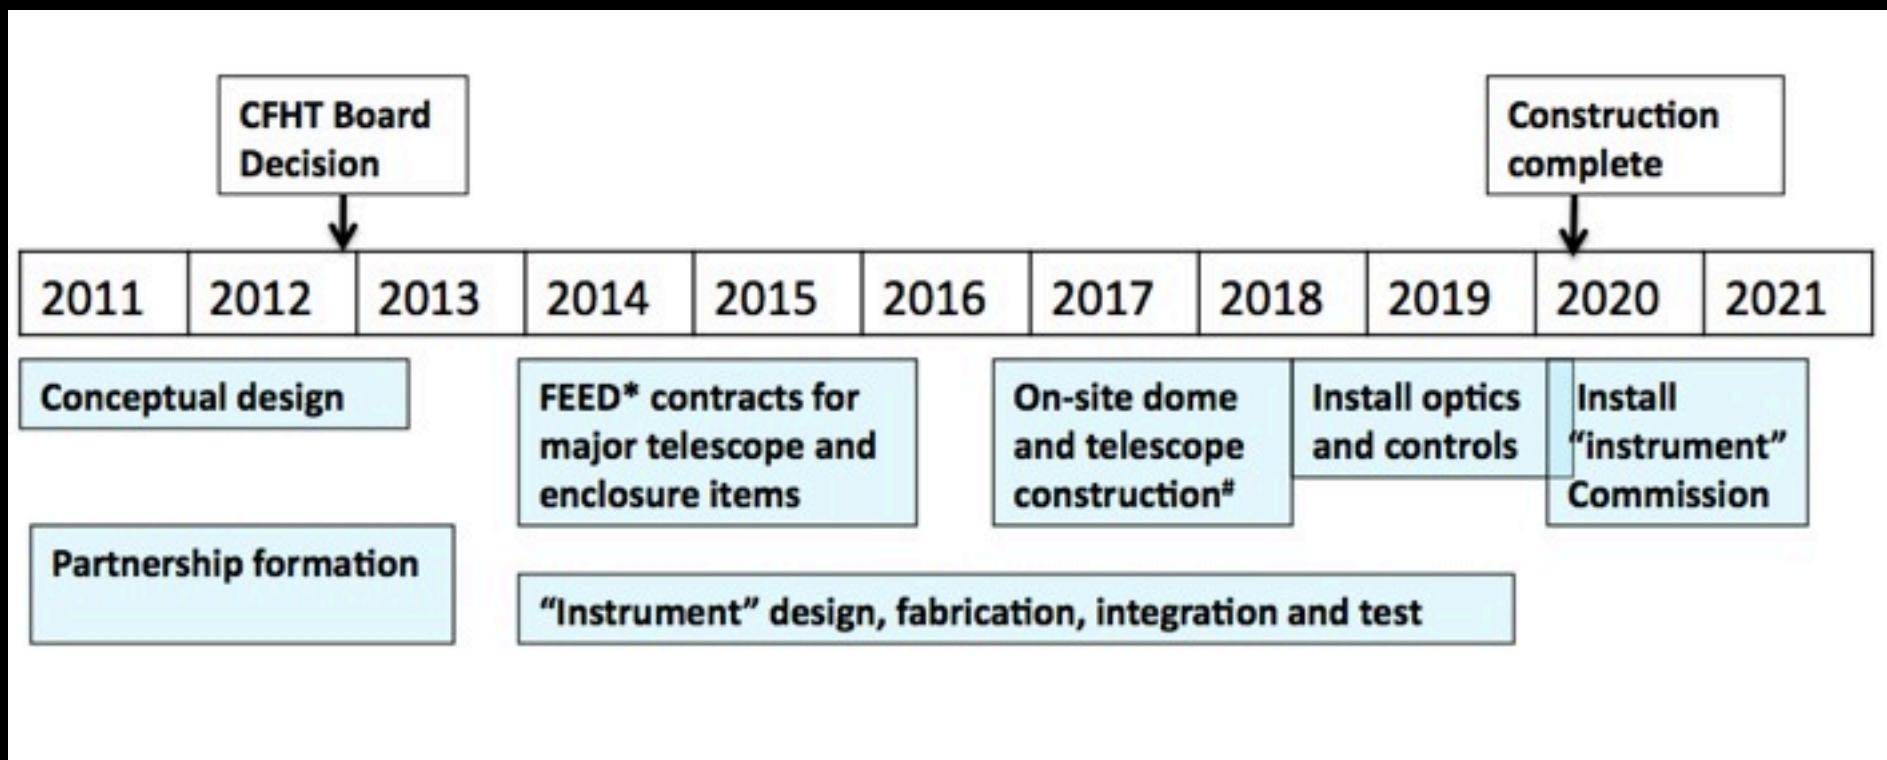 CFHT Board
Decision
Construction
complete
2011 2012 2013 2014 2015 2016 2017 2018 2019 2020 2021
Conceptual design
FEED* contracts for
major telescope and
enclosure items
On-site dome
and telescope
construction#
Install optics
and controls
Install
“instrument”
Commission
Partnership formation
“Instrument” design, fabrication, integration and test